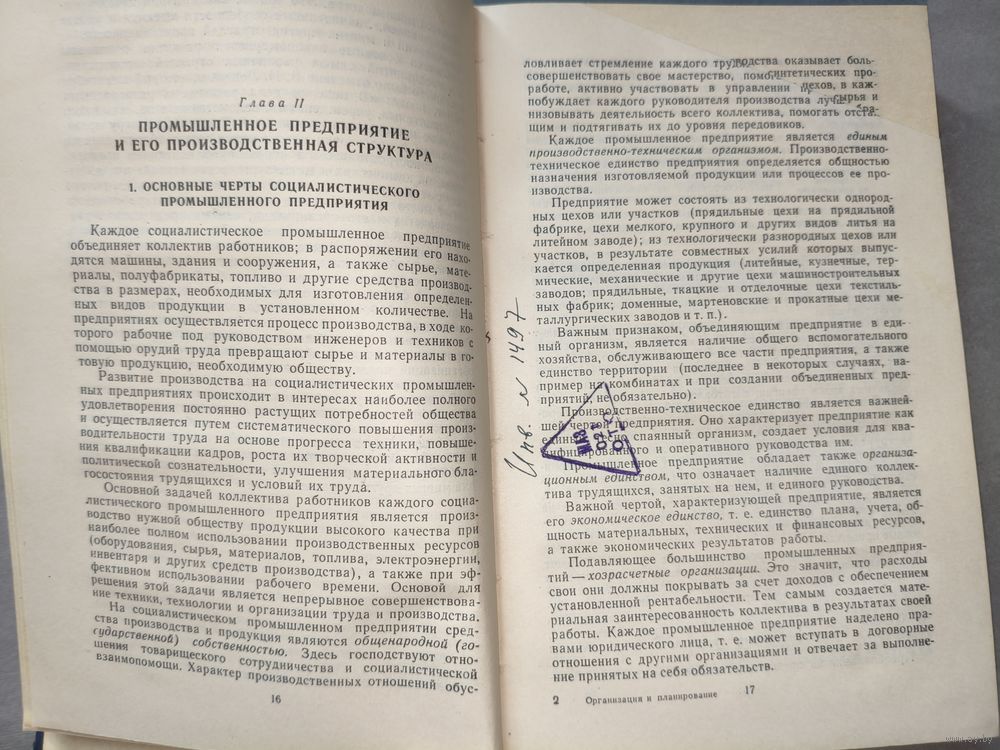 Глава II
ПРОМЫШЛЕННОЕ ПРЕДПРИЯТИЕ
И ЕГО ПРОИЗВОДСТВЕННАЯ СТРУКТУРА
1. ОСНОВНЫЕ ЧЕРТЫ СОЦИАЛИСТИЧЕСКОГО
ПРОМЫШЛЕННОГО ПРЕДПРИЯТИЯ
Каждое социалистическое промышленное предприятие
объединяет коллектив работников; в распоряжении его нахо-
дятся машины, здания и сооружения, а также сырье, мате-
риалы, полуфабрикаты, топливо и другие средства производ-
ства в размерах, необходимых для изготовления определен-
ных видов продукции в установленном количестве. На
предприятиях осуществляется процесс производства, в ходе ко-
торого рабочие под руководством инженеров и техников с
помощью орудий труда превращают сырье и материалы в го-
товую продукцию, необходимую обществу.
Развитие производства на социалистических промышлен-
ных предприятиях происходит в интересах наиболее полного
удовлетворения постоянно растущих потребностей общества
и осуществляется путем систематического повышения произ-
водительности труда на основе прогресса техники, повыше-
ния квалификации кадров, роста их творческой активности и
политической сознательности, улучшения материального бла-
госостояния трудящихся и условий их труда.
Основной задачей коллектива работников каждого социа-
листического промышленного предприятия является произ-
водство нужной обществу продукции высокого качества при
наиболее полном использовании производственных ресурсов
(оборудования, сырья, материалов, топлива, электроэнергии,
инвентаря и других средств производства), а также при эф-
фективном использовании рабочего времени. Основой для
решения этой задачи является непрерывное совершенствова-
ние техники, технологии и организации труда и производства.
На социалистическом промышленном предприятии сред-
ства производства и продукция являются общенародной (го-
сударственной) собственностью. Здесь господствуют отно-
шения товарищеского сотрудничества и социалистической
взаимопомощи. Характер производственных отношений обус-
16
ловливает стремление каждого труж
водства оказывает боль-
совершенствовать свое мастерство, помо
синтетических про-
работе, активно участвовать в управлении пр
цехов, в каж-
побуждает каждого руководителя производства луч
сырья и
низовывать деятельность всего коллектива, помогать отста
щим и подтягивать их до уровня передовиков.
Каждое промышленное предприятие является единым
производственно-техническим организмом. Производственно-
техническое единство предприятия определяется общностью
назначения изготовляемой продукции или процессов ее про-
изводства.
Предприятие может состоять из технологически однород-
ных цехов или участков (прядильные цехи на прядильной
фабрике, цехи мелкого, крупного и других видов литья на
литейном заводе); из технологически разнородных цехов или
участков, в результате совместных усилий которых выпус-
кается определенная продукция (литейные, кузнечные, тер-
мические, механические и другие цехи машиностроительных
заводов; прядильные, ткацкие и отделочные цехи текстиль-
ных фабрик; доменные, мартеновские и прокатные цехи ме-
таллургических заводов и т. п.).
Важным признаком, объединяющим предприятие в еди-
ный организм, является наличие общего вспомогательного
хозяйства, обслуживающего все части предприятия, а также
единство территории (последнее в некоторых случаях, на-
пример на комбинатах и при создании объединенных пред-
приятий, обязательно).
Производственно-техническое единство является важней-
шей чертой предприятия. Оно характеризует предприятие как
спаянный организм, создает условия для ква-
лифицированного и оперативного руководства им.
Промышленное предприятие обладает также организа-
ционным единством, что означает наличие единого коллек-
тива трудящихся, занятых на нем, и единого руководства.
Важной чертой, характеризующей предприятие, является
его экономическое единство, т. е. единство плана, учета, об-
щность материальных, технических и финансовых ресурсов,
а также экономических результатов работы.
Подавляющее большинство промышленных предприя-
тий — хозрасчетные организации. Это значит, что расходы
свои они должны покрывать за счет доходов с обеспечением
установленной рентабельности. Тем самым создается мате-
риальная заинтересованность коллектива в результатах своей
работы. Каждое промышленное предприятие наделено пра-
вами юридического лица, т. е. может вступать в договорные
отношения с другими организациями и отвечает за выполне-
ние принятых на себя обязательств.
2 Организация и планирование 17
Инв. № 1497